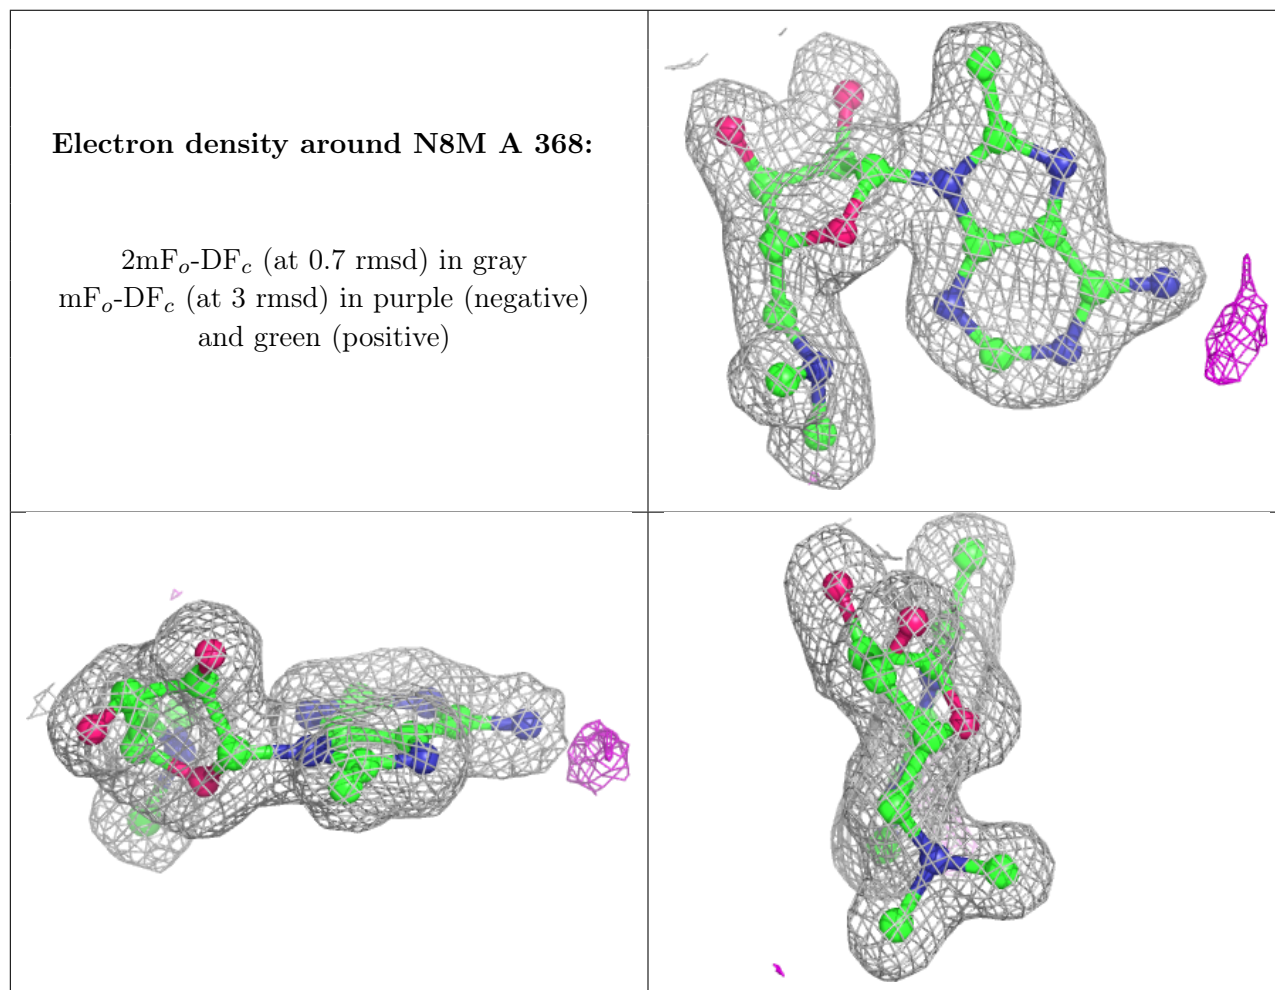 Electron density around N8M A 368:
2mFₒ-DF𝒸 (at 0.7 rmsd) in gray
mFₒ-DF𝒸 (at 3 rmsd) in purple (negative)
and green (positive)